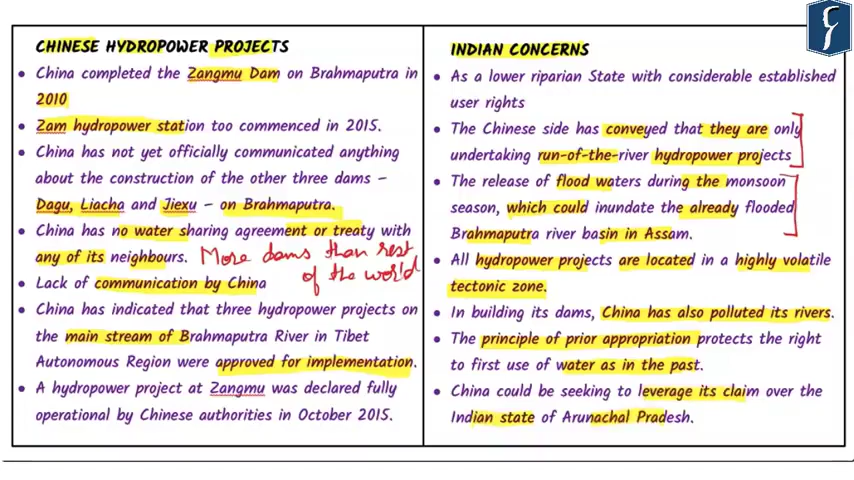 CHINESE HYDROPOWER PROJECTS
• China completed the Zangmu Dam on Brahmaputra in
2010
• Zam hydropower station too commenced in 2015.
• China has not yet officially communicated anything
about the construction of the other three dams –
Dagu, Liacha and Jiexu – on Brahmaputra.
• China has no water sharing agreement or treaty with
any of its neighbours. More dams than rest
of the world
• Lack of communication by China
• China has indicated that three hydropower projects on
the main stream of Brahmaputra River in Tibet
Autonomous Region were approved for implementation.
• A hydropower project at Zangmu was declared fully
operational by Chinese authorities in October 2015.
INDIAN CONCERNS
• As a lower riparian State with considerable established
user rights
• The Chinese side has conveyed that they are only
undertaking run-of-the-river hydropower projects
• The release of flood waters during the monsoon
season, which could inundate the already flooded
Brahmaputra river basin in Assam.
• All hydropower projects are located in a highly volatile
tectonic zone.
• In building its dams, China has also polluted its rivers.
• The principle of prior appropriation protects the right
to first use of water as in the past.
• China could be seeking to leverage its claim over the
Indian state of Arunachal Pradesh.